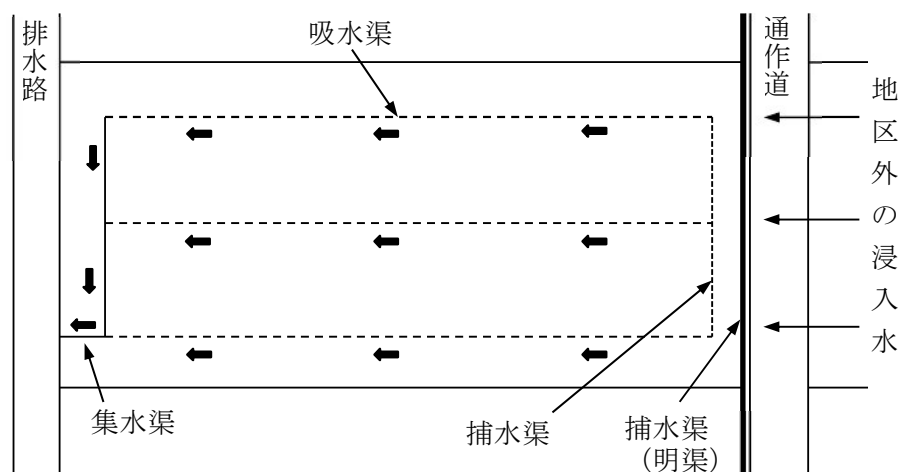 排水路
吸水渠
通作道
地区外の浸入水
集水渠
捕水渠
捕水渠
（明渠）